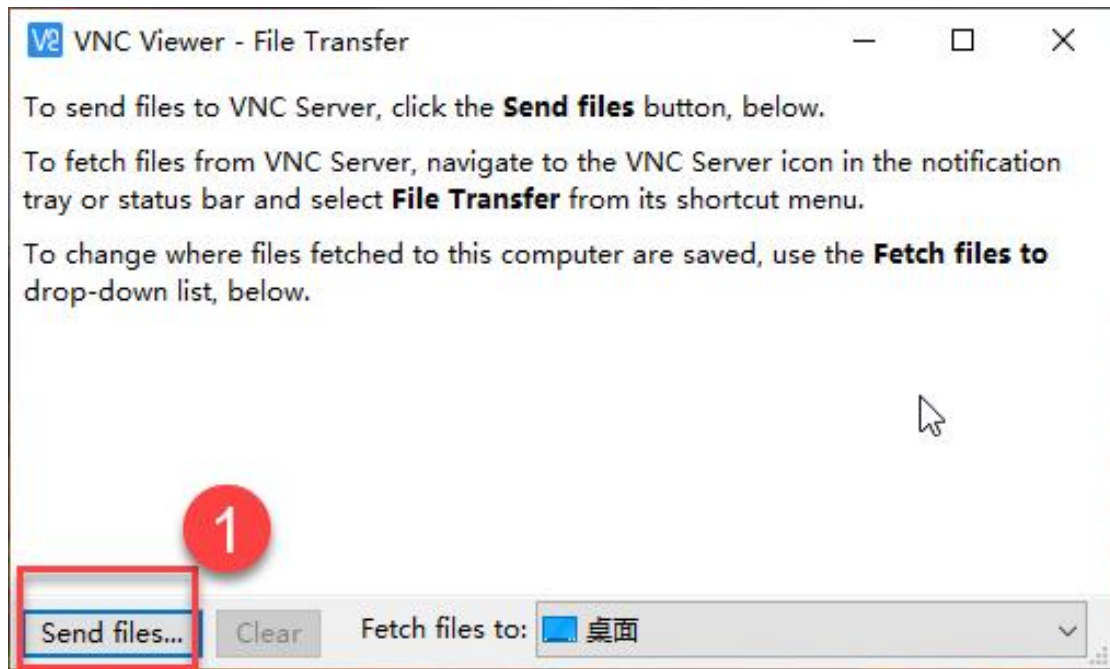 VNC Viewer - File Transfer
To send files to VNC Server, click the Send files button, below.
To fetch files from VNC Server, navigate to the VNC Server icon in the notification
tray or status bar and select File Transfer from its shortcut menu.
To change where files fetched to this computer are saved, use the Fetch files to
drop-down list, below.
1
Send files... Clear Fetch files to: 桌面